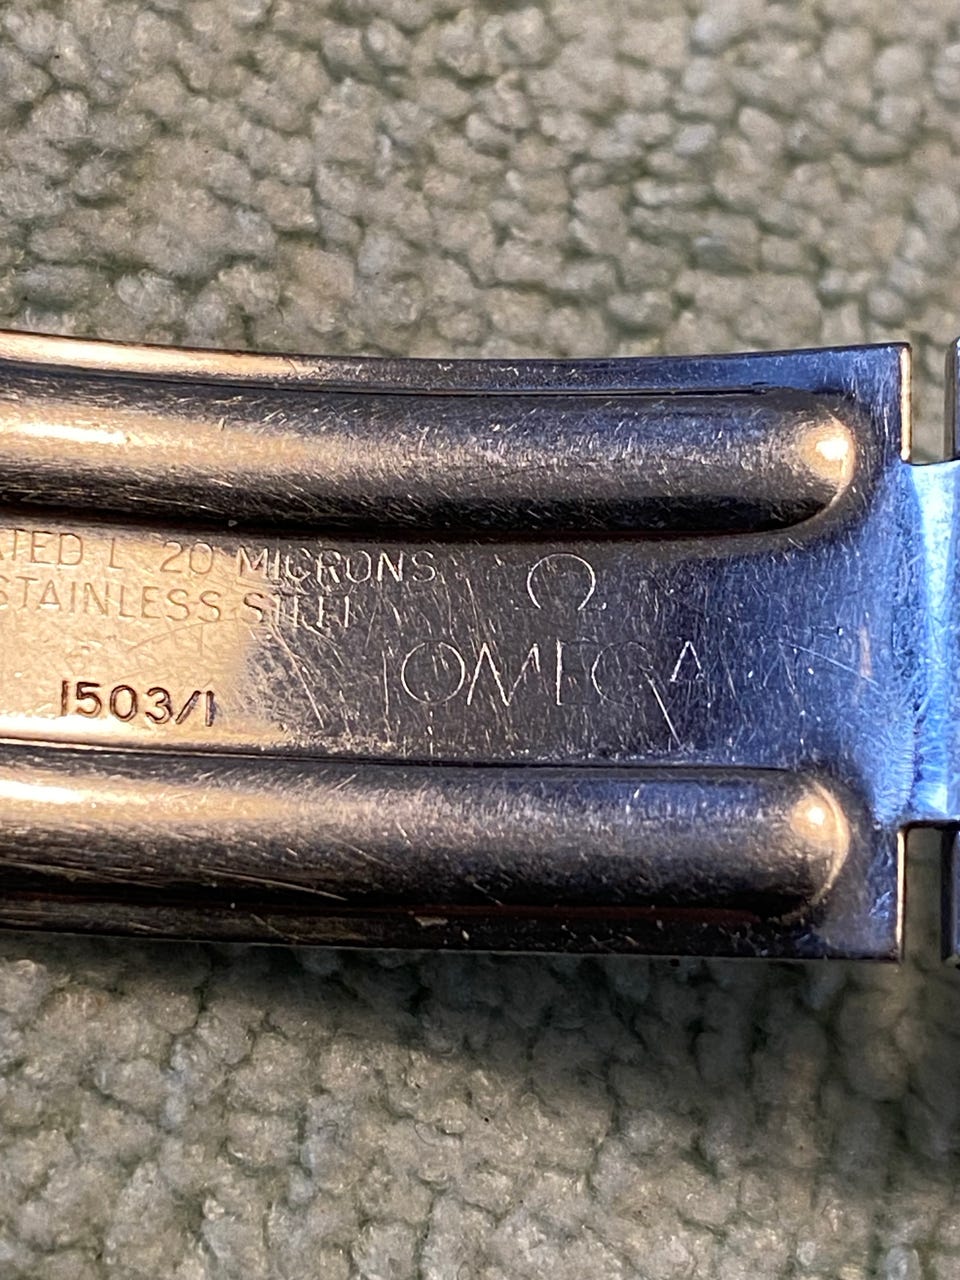 ATED L 20 MICRONS
STAINLESS STEEL
Ω
OMEGA
1503/1